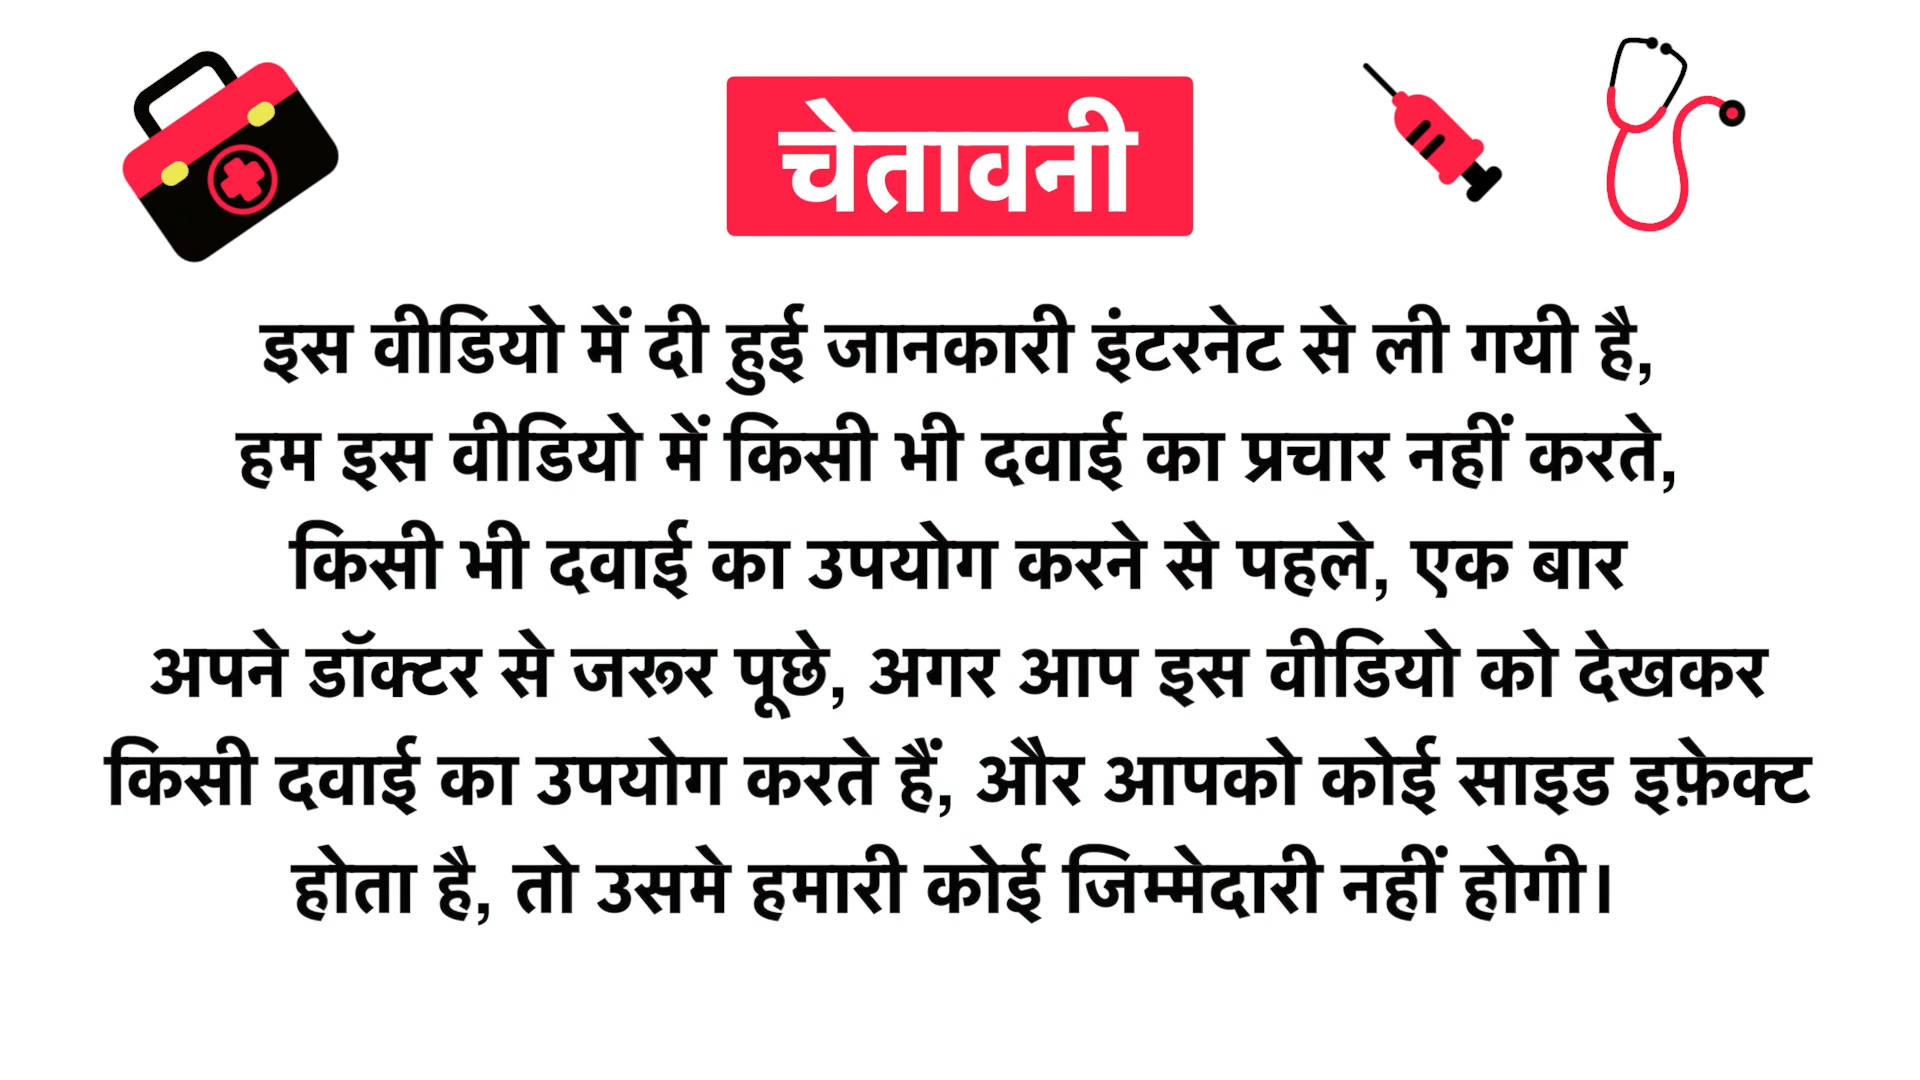 चेतावनी
इस वीडियो में दी हुई जानकारी इंटरनेट से ली गयी है,
हम इस वीडियो में किसी भी दवाई का प्रचार नहीं करते,
किसी भी दवाई का उपयोग करने से पहले, एक बार
अपने डॉक्टर से जरूर पूछे, अगर आप इस वीडियो को देखकर
किसी दवाई का उपयोग करते हैं, और आपको कोई साइड इफ़ेक्ट
होता है, तो उसमे हमारी कोई जिम्मेदारी नहीं होगी।